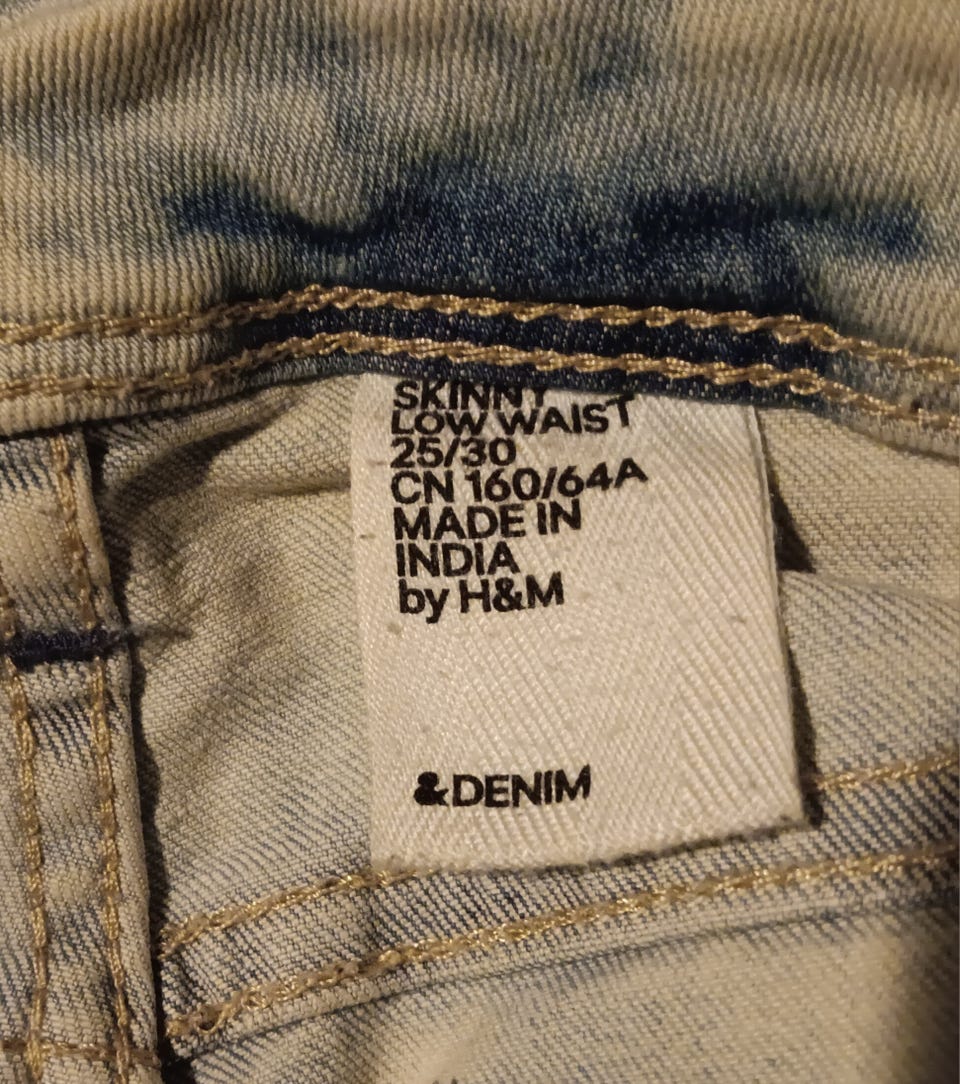 SKINNY
LOW WAIST
25/30
CN 160/64A
MADE IN
INDIA
by H&M
&DENIM